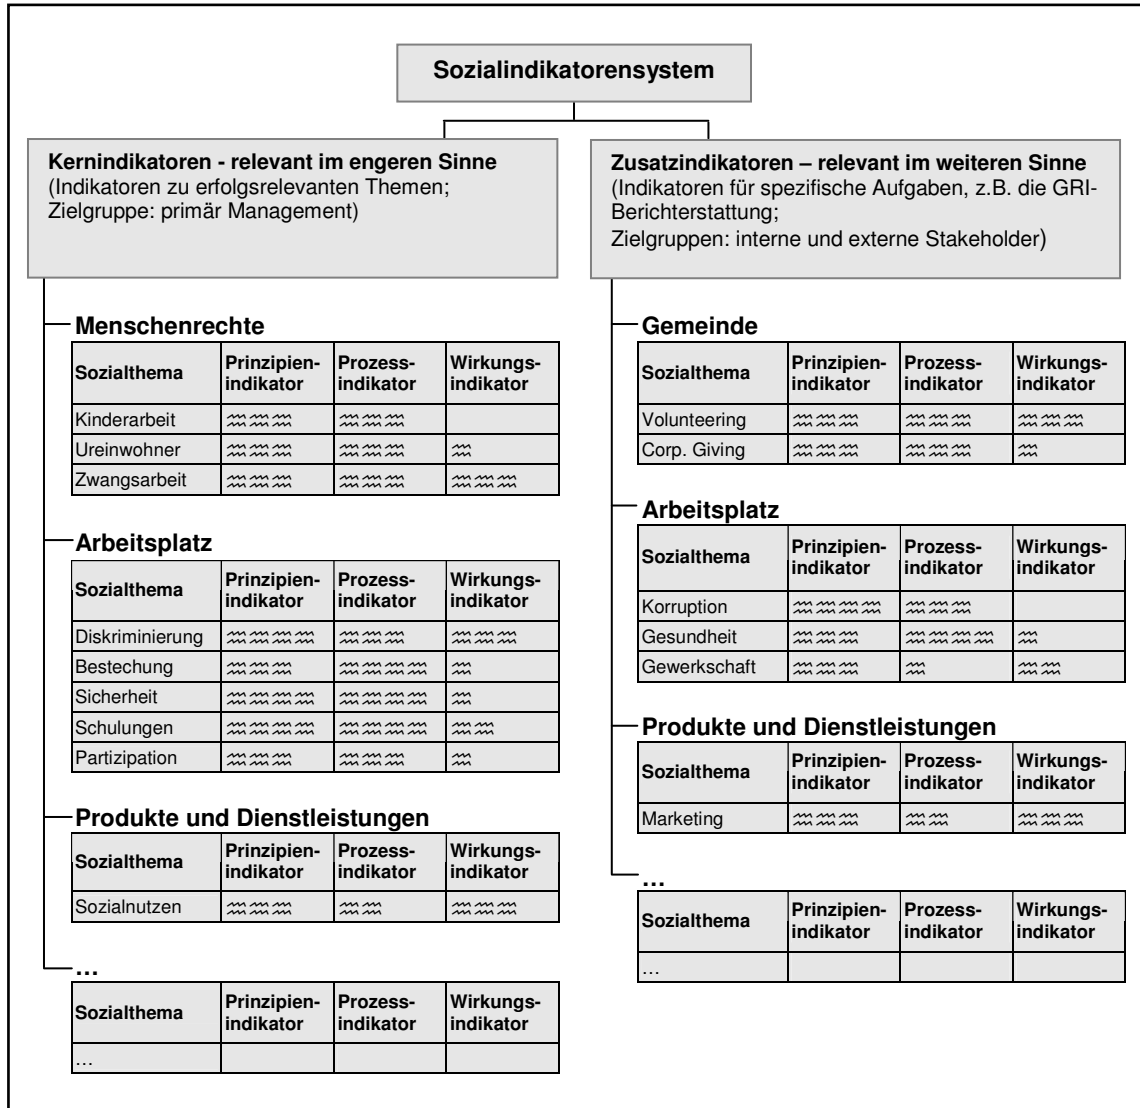 Sozialindikatorensystem
Kernindikatoren - relevant im engeren Sinne
(Indikatoren zu erfolgsrelevanten Themen;
Zielgruppe: primär Management)
Menschenrechte
Sozialthema Prinzipien-indikator Prozess-indikator Wirkungs-indikator
Kinderarbeit
Ureinwohner
Zwangsarbeit
Arbeitsplatz
Sozialthema Prinzipien-indikator Prozess-indikator Wirkungs-indikator
Diskriminierung
Bestechung
Sicherheit
Schulungen
Partizipation
Produkte und Dienstleistungen
Sozialthema Prinzipien-indikator Prozess-indikator Wirkungs-indikator
Sozialnutzen
...
Sozialthema Prinzipien-indikator Prozess-indikator Wirkungs-indikator
...
Zusatzindikatoren – relevant im weiteren Sinne
(Indikatoren für spezifische Aufgaben, z.B. die GRI-
Berichterstattung;
Zielgruppen: interne und externe Stakeholder)
Gemeinde
Sozialthema Prinzipien-indikator Prozess-indikator Wirkungs-indikator
Volunteering
Corp. Giving
Arbeitsplatz
Sozialthema Prinzipien-indikator Prozess-indikator Wirkungs-indikator
Korruption
Gesundheit
Gewerkschaft
Produkte und Dienstleistungen
Sozialthema Prinzipien-indikator Prozess-indikator Wirkungs-indikator
Marketing
...
Sozialthema Prinzipien-indikator Prozess-indikator Wirkungs-indikator
...